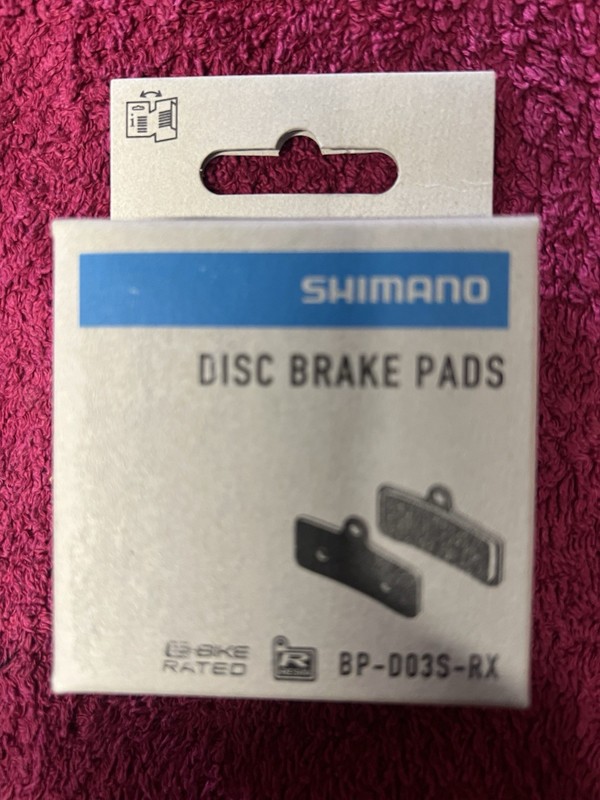 SHIMANO
DISC BRAKE PADS
E-BIKE
RATED
R
BP-D03S-RX